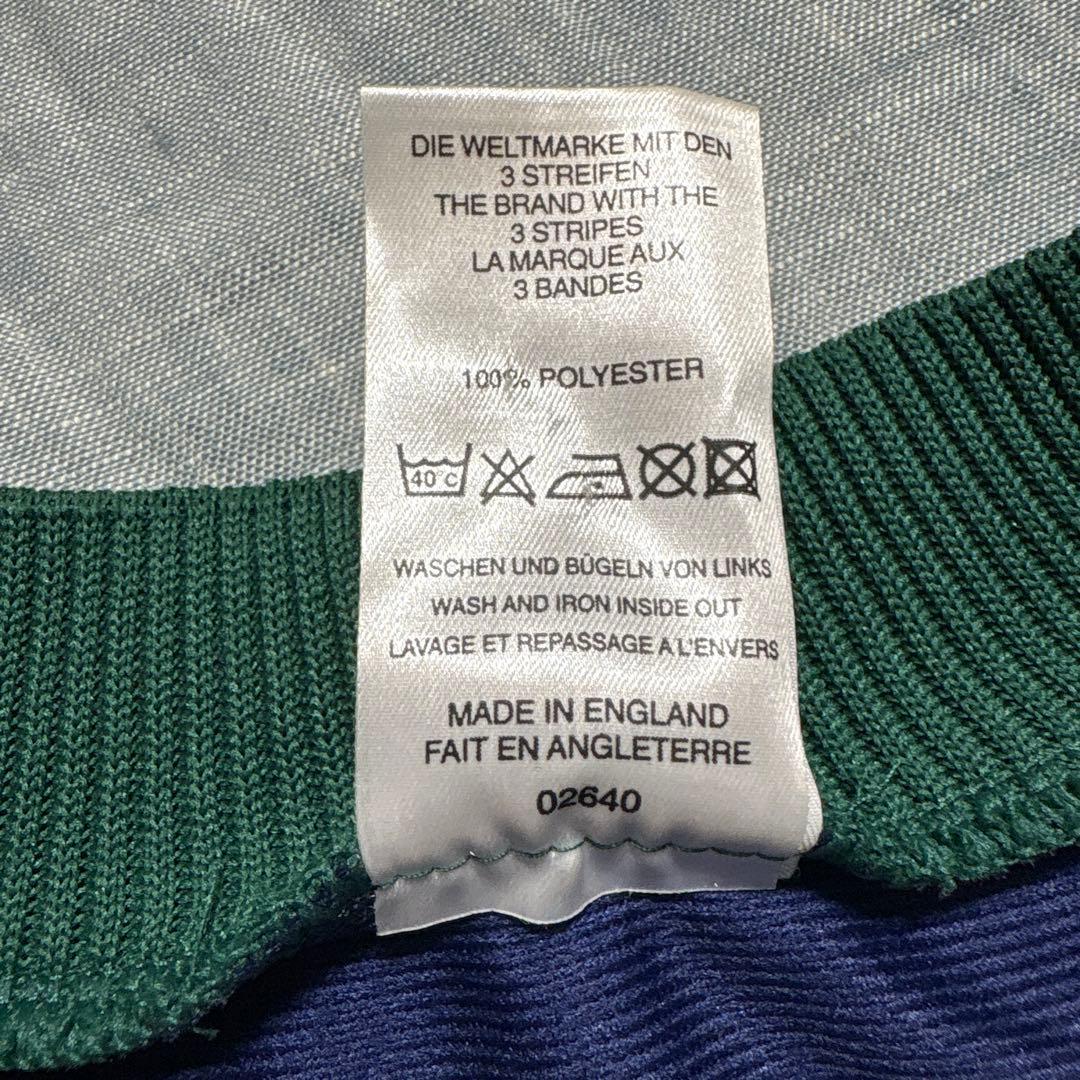 DIE WELTMARKE MIT DEN
3 STREIFEN
THE BRAND WITH THE
3 STRIPES
LA MARQUE AUX
3 BANDES
100% POLYESTER
40°C
WASCHEN UND BÜGELN VON LINKS
WASH AND IRON INSIDE OUT
LAVAGE ET REPASSAGE A L'ENVERS
MADE IN ENGLAND
FAIT EN ANGLETERRE
02640